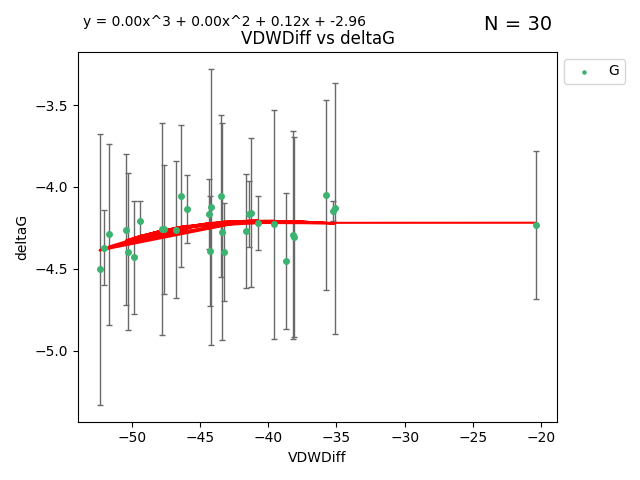 y = 0.00x^3 + 0.00x^2 + 0.12x + -2.96
N = 30
VDWDiff vs deltaG
G
−3.5
−4.0
−4.5
−5.0
deltaG
−50
−45
−40
−35
−30
−25
−20
VDWDiff